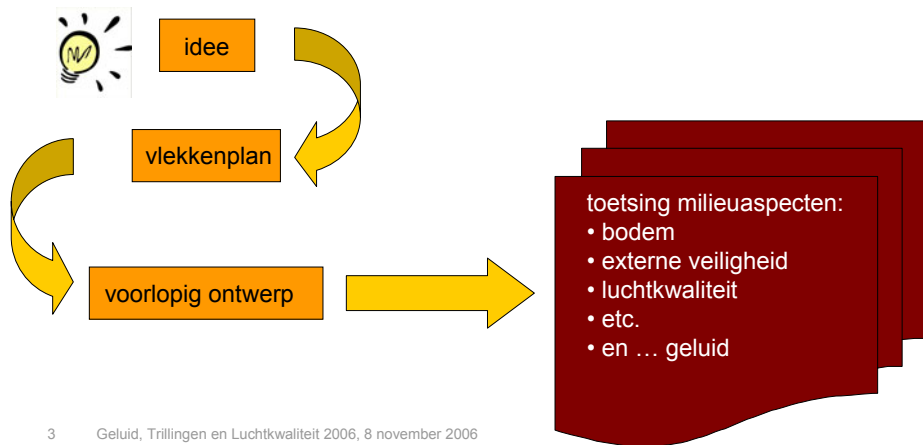 idee
vlekkenplan
voorlopig ontwerp
toetsing milieuaspecten:
• bodem
• externe veiligheid
• luchtkwaliteit
• etc.
• en … geluid
3 Geluid, Trillingen en Luchtkwaliteit 2006, 8 november 2006